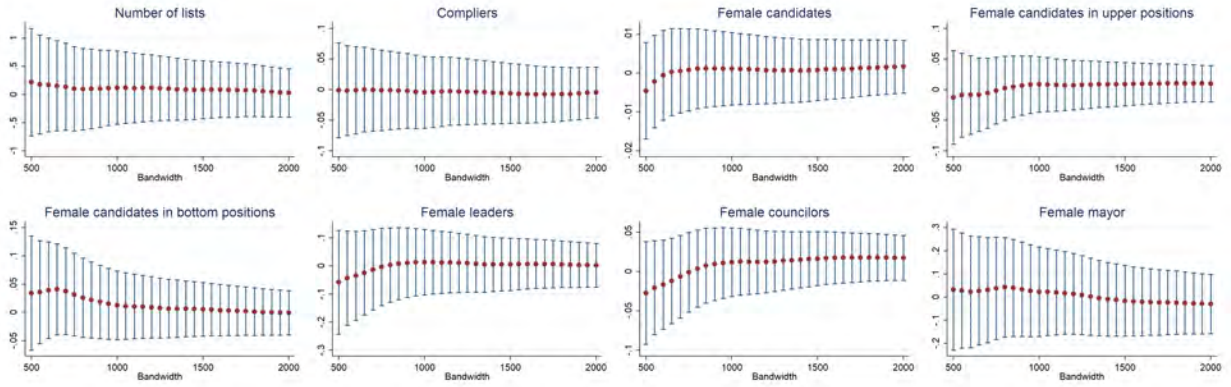 Number of lists
1
.5
0
-.5
-1
500 1000 1500 2000
Bandwidth
Compliers
.1
.05
0
-.05
-.1
500 1000 1500 2000
Bandwidth
Female candidates
.01
0
-.01
-.02
500 1000 1500 2000
Bandwidth
Female candidates in upper positions
.1
.05
0
-.05
-.1
500 1000 1500 2000
Bandwidth
Female candidates in bottom positions
.15
.1
.05
0
-.05
500 1000 1500 2000
Bandwidth
Female leaders
.1
0
-.1
-.2
-.3
500 1000 1500 2000
Bandwidth
Female councilors
.05
0
-.05
-.1
500 1000 1500 2000
Bandwidth
Female mayor
.3
.2
.1
0
-.1
-.2
500 1000 1500 2000
Bandwidth